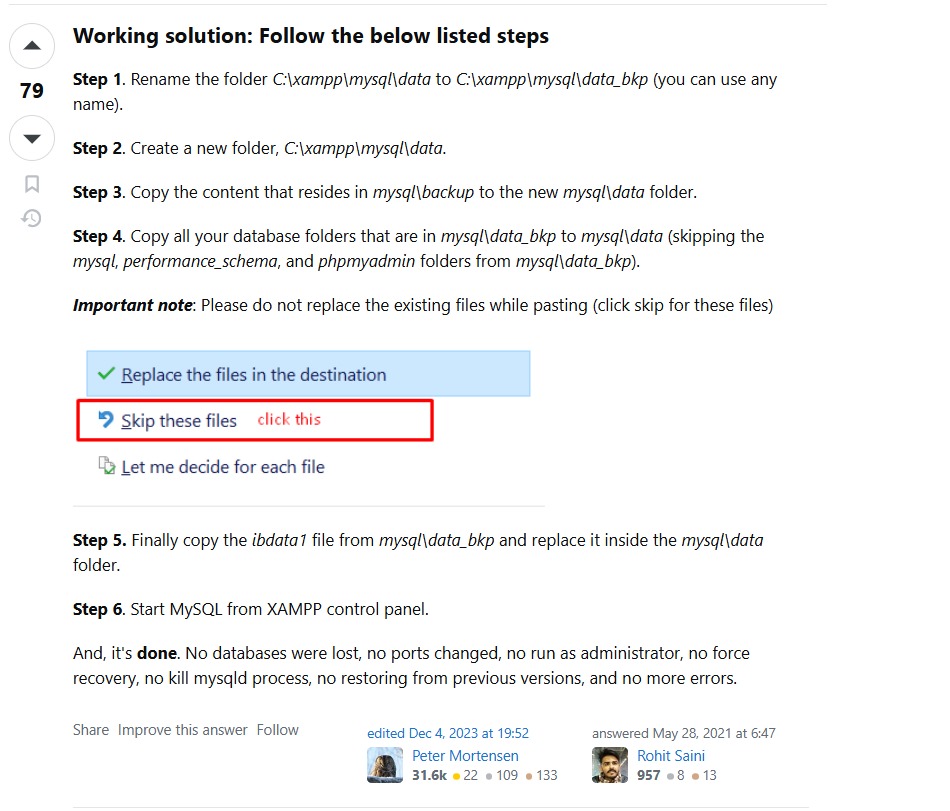 Working solution: Follow the below listed steps
79
Step 1. Rename the folder C:\xampp\mysql\data to C:\xampp\mysql\data_bkp (you can use any
name).
Step 2. Create a new folder, C:\xampp\mysql\data.
Step 3. Copy the content that resides in mysql\backup to the new mysql\data folder.
Step 4. Copy all your database folders that are in mysql\data_bkp to mysql\data (skipping the
mysql, performance_schema, and phpmyadmin folders from mysql\data_bkp).
Important note: Please do not replace the existing files while pasting (click skip for these files)
Replace the files in the destination
Skip these files click this
Let me decide for each file
Step 5. Finally copy the ibdata1 file from mysql\data_bkp and replace it inside the mysql\data
folder.
Step 6. Start MySQL from XAMPP control panel.
And, it's done. No databases were lost, no ports changed, no run as administrator, no force
recovery, no kill mysqld process, no restoring from previous versions, and no more errors.
Share Improve this answer Follow
edited Dec 4, 2023 at 19:52
Peter Mortensen
31.6k 22 109 133
answered May 28, 2021 at 6:47
Rohit Saini
957 8 13